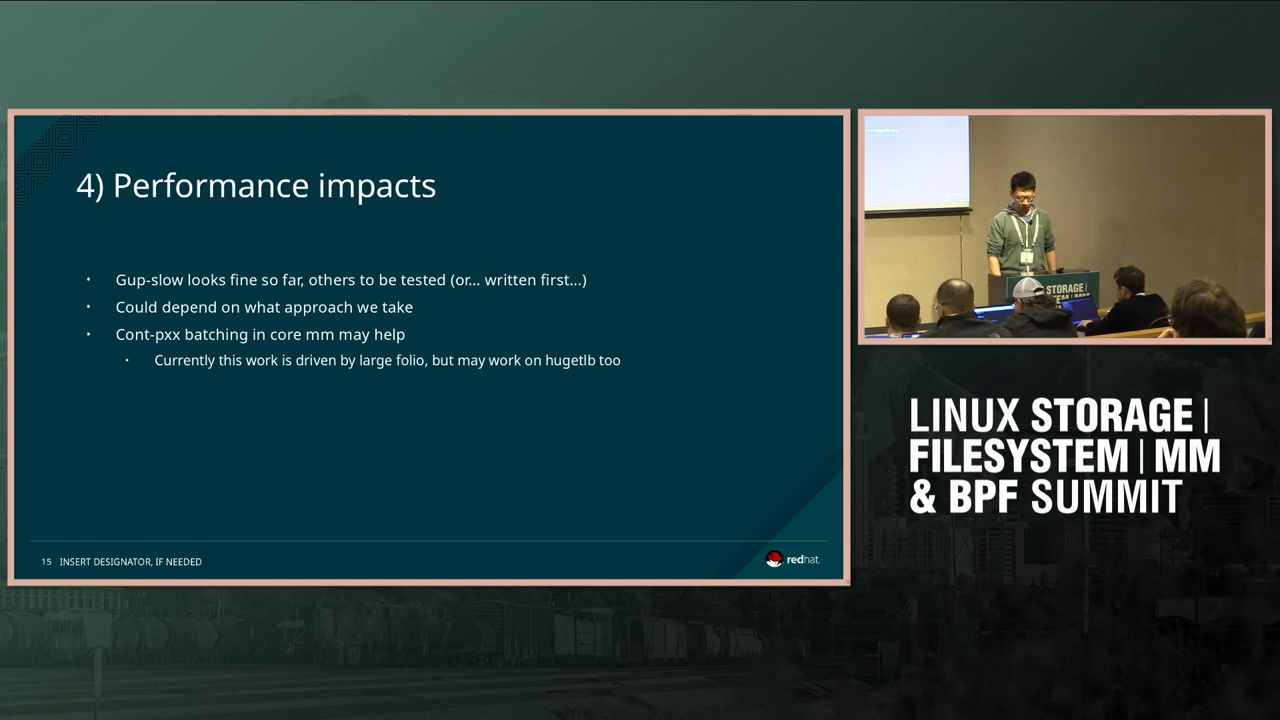 4) Performance impacts
• Gup-slow looks fine so far, others to be tested (or... written first...)
• Could depend on what approach we take
• Cont-pxx batching in core mm may help
• Currently this work is driven by large folio, but may work on hugetlb too
15 INSERT DESIGNATOR, IF NEEDED
redhat.
STORAGE |
LINUX STORAGE |
FILESYSTEM | MM
& BPF SUMMIT